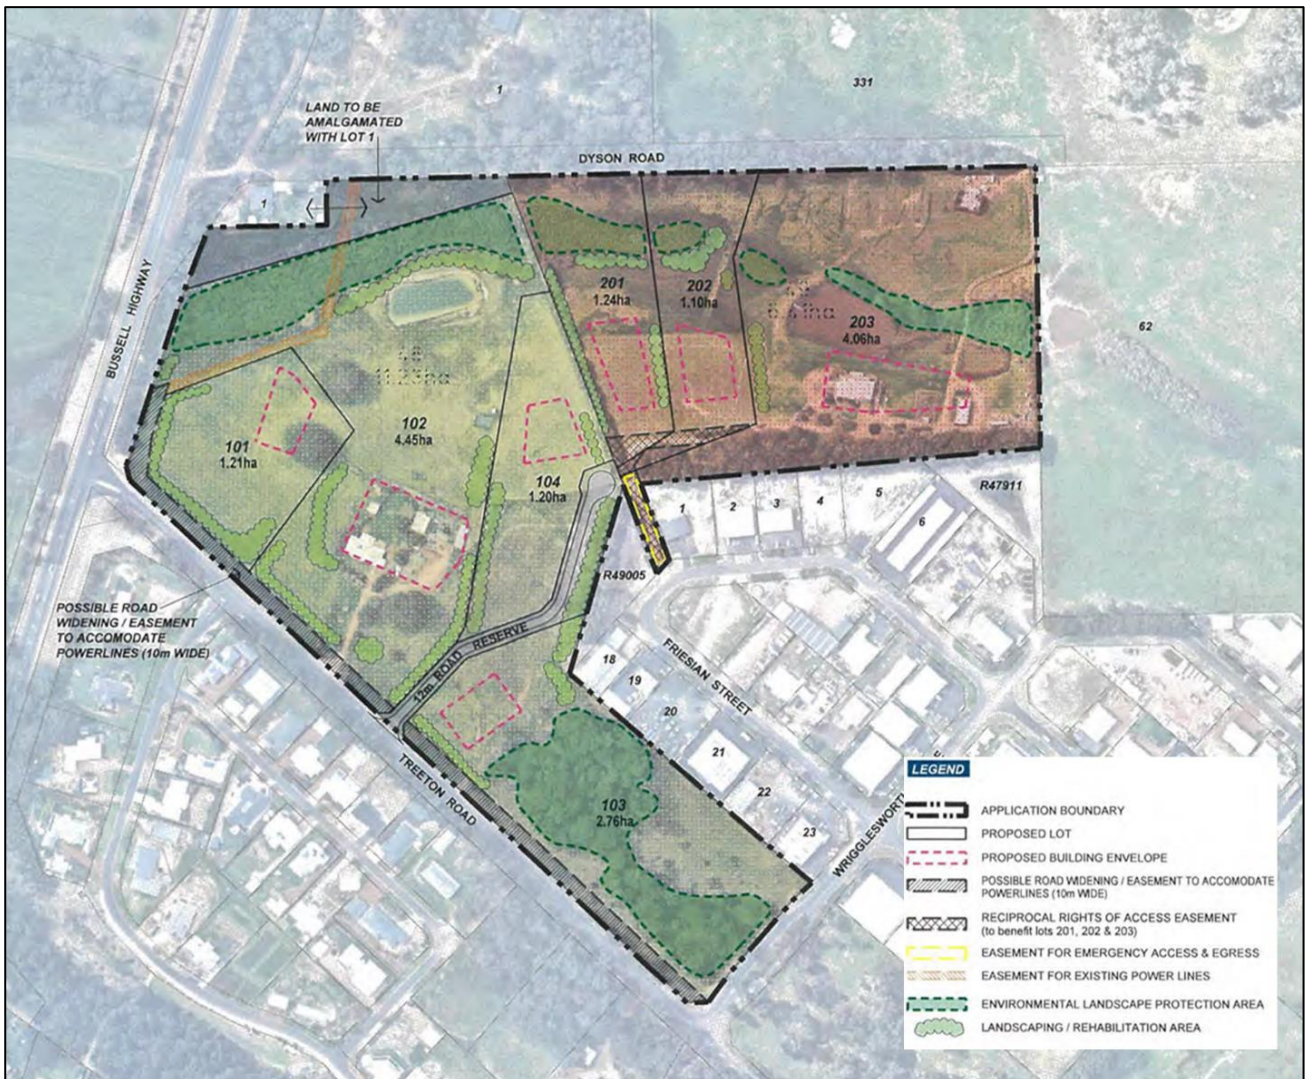 1
331
LAND TO BE
AMALGAMATED
WITH LOT 1
DYSON ROAD
1
BUSSELL HIGHWAY
201
1.24ha
202
1.10ha
203
4.06ha
62
11.23ha
102
4.45ha
101
1.21ha
104
1.20ha
R47911
1
2
3
4
5
6
R49005
POSSIBLE ROAD
WIDENING / EASEMENT
TO ACCOMODATE
POWERLINES (10m WIDE)
12m ROAD RESERVE
FRIESIAN STREET
18
19
20
21
22
23
TREETON ROAD
103
2.76ha
LEGEND
APPLICATION BOUNDARY
PROPOSED LOT
PROPOSED BUILDING ENVELOPE
POSSIBLE ROAD WIDENING / EASEMENT TO ACCOMODATE
POWERLINES (10m WIDE)
RECIPROCAL RIGHTS OF ACCESS EASEMENT
(to benefit lots 201, 202 & 203)
EASEMENT FOR EMERGENCY ACCESS & EGRESS
EASEMENT FOR EXISTING POWER LINES
ENVIRONMENTAL LANDSCAPE PROTECTION AREA
LANDSCAPING / REHABILITATION AREA